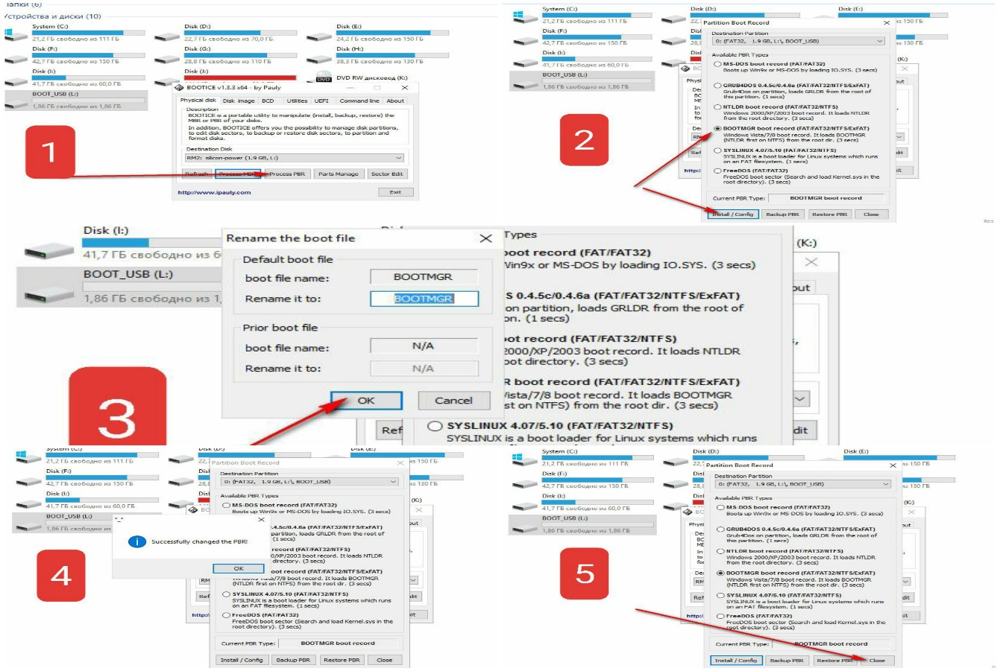 Папки (6)
Устройства и диски (10)
System (C:)
21,2 ГБ свободно из 111 ГБ
Disk (D:)
22,7 ГБ свободно из 70,0 ГБ
Disk (E:)
24,2 ГБ свободно из 150 ГБ
Disk (F:)
42,7 ГБ свободно из 150 ГБ
Disk (G:)
28,8 ГБ свободно из 110 ГБ
Disk (H:)
38,3 ГБ свободно из 130 ГБ
Disk (I:)
41,7 ГБ свободно из 60,0 ГБ
Disk (J:)
DVD RW дисковод (K:)
BOOT_USB (L:)
1,86 ГБ свободно из 1,86 ГБ
BOOTICE v1.3.3 x64 - by Pauly
Physical disk Disk image BCD Utilities UEFI Command line About
Description
BOOTICE is a portable utility to manipulate (install, backup, restore) the
MBR or PBR of your disks.
In addition, BOOTICE offers you the possibility to manage disk partitions,
to edit disk sectors, to backup or restore disk sectors, to partition and
format disks.
Destination Disk
RM2: silicon-power (1.9 GB, L:)
Refresh Process MBR Process PBR Parts Manage Sector Edit
http://www.ipauly.com
Exit
1
System (C:)
21,2 ГБ свободно из 111 ГБ
Disk (D:)
22,
Disk (E:)
из 150 ГБ
Disk (F:)
42,7 ГБ свободно из 150 ГБ
из 130 ГБ
Disk (I:)
41,7 ГБ свободно из 60,0 ГБ
(K:)
BOOT_USB (L:)
1,86 ГБ свободно из 1,86 ГБ
2
Partition Boot Record
Destination Partition
0: (FAT32, 1.9 GB, L:\, BOOT_USB)
Available PBR Types
MS-DOS boot record (FAT/FAT32)
Boots up Win9x or MS-DOS by loading IO.SYS. (3 secs)
GRUB4DOS 0.4.5c/0.4.6a (FAT/FAT32/NTFS/ExFAT)
Grub4Dos on partition, loads GRLDR from the root of
this partition. (1 secs)
NTLDR boot record (FAT/FAT32/NTFS)
Windows 2000/XP/2003 boot record. It loads NTLDR
from the root directory. (3 secs)
BOOTMGR boot record (FAT/FAT32/NTFS/ExFAT)
Windows Vista/7/8 boot record. It loads BOOTMGR
(NTLDR first on NTFS) from the root dir. (3 secs)
SYSLINUX 4.07/5.10 (FAT/FAT32/NTFS)
SYSLINUX is a boot loader for Linux systems which runs
on an FAT filesystem. (1 secs)
FreeDOS (FAT/FAT32)
FreeDOS boot sector (Search and load Kernel.sys in the
root directory). (3 secs)
Current PBR Type: BOOTMGR boot record
Install / Config Backup PBR Restore PBR Close
Disk (I:)
41,7 ГБ свободно из 6
BOOT_USB (L:)
1,86 ГБ свободно из 1,
3
Rename the boot file
Default boot file
boot file name: BOOTMGR
Rename it to: BOOTMGR
Prior boot file
boot file name: N/A
Rename it to: N/A
OK Cancel
Types
oot record (FAT/FAT32)
Win9x or MS-DOS by loading IO.SYS. (3 secs)
S 0.4.5c/0.4.6a (FAT/FAT32/NTFS/ExFAT)
on partition, loads GRLDR from the root of
on. (1 secs)
oot record (FAT/FAT32/NTFS)
2000/XP/2003 boot record. It loads NTLDR
oot directory. (3 secs)
R boot record (FAT/FAT32/NTFS/ExFAT)
Vista/7/8 boot record. It loads BOOTMGR
st on NTFS) from the root dir. (3 secs)
SYSLINUX 4.07/5.10 (FAT/FAT32/NTFS)
SYSLINUX is a boot loader for Linux systems which runs
(K:)
out
Ref
dit
System (C:)
21,2 ГБ свободно из 111 ГБ
Disk (F:)
42,7 ГБ свободно из 150 ГБ
Disk (I:)
41,7 ГБ свободно из 60,0 ГБ
BOOT_USB (L:)
1,86 ГБ свободно из
4
Successfully changed the PBR!
OK
Partition Boot Record
Destination Partition
0: (FAT32, 1.9 GB, L:\, BOOT_USB)
Available PBR Types
MS-DOS boot record (FAT/FAT32)
Boots up Win9x or MS-DOS by loading IO.SYS. (3 secs)
.4.5c/0.4.6a (FAT/FAT32/NTFS/ExFAT)
partition, loads GRLDR from the root of
(1 secs)
record (FAT/FAT32/NTFS)
0/XP/2003 boot record. It loads NTLDR
directory. (3 secs)
oot record (FAT/FAT32/NTFS/ExFAT)
Windows Vista/7/8 boot record. It loads BOOTMGR
(NTLDR first on NTFS) from the root dir. (3 secs)
SYSLINUX 4.07/5.10 (FAT/FAT32/NTFS)
SYSLINUX is a boot loader for Linux systems which runs
on an FAT filesystem. (1 secs)
FreeDOS (FAT/FAT32)
FreeDOS boot sector (Search and load Kernel.sys in the
root directory). (3 secs)
Current PBR Type: BOOTMGR boot record
Install / Config Backup PBR Restore PBR Close
System (C:)
21,2 ГБ свободно из 111 ГБ
Disk (D:)
22,
Disk (E:)
из 150 ГБ
Disk (F:)
42,7 ГБ свободно из 150 ГБ
из 130 ГБ
Disk (I:)
41,7 ГБ свободно из 60,0 ГБ
(K:)
BOOT_USB (L:)
1,86 ГБ свободно из 1,86 ГБ
5
Partition Boot Record
Destination Partition
0: (FAT32, 1.9 GB, L:\, BOOT_USB)
Available PBR Types
MS-DOS boot record (FAT/FAT32)
Boots up Win9x or MS-DOS by loading IO.SYS. (3 secs)
GRUB4DOS 0.4.5c/0.4.6a (FAT/FAT32/NTFS/ExFAT)
Grub4Dos on partition, loads GRLDR from the root of
this partition. (1 secs)
NTLDR boot record (FAT/FAT32/NTFS)
Windows 2000/XP/2003 boot record. It loads NTLDR
from the root directory. (3 secs)
BOOTMGR boot record (FAT/FAT32/NTFS/ExFAT)
Windows Vista/7/8 boot record. It loads BOOTMGR
(NTLDR first on NTFS) from the root dir. (3 secs)
SYSLINUX 4.07/5.10 (FAT/FAT32/NTFS)
SYSLINUX is a boot loader for Linux systems which runs
on an FAT filesystem. (1 secs)
FreeDOS (FAT/FAT32)
FreeDOS boot sector (Search and load Kernel.sys in the
root directory). (3 secs)
Current PBR Type: BOOTMGR boot record
Install / Config Backup PBR Restore PBR Close